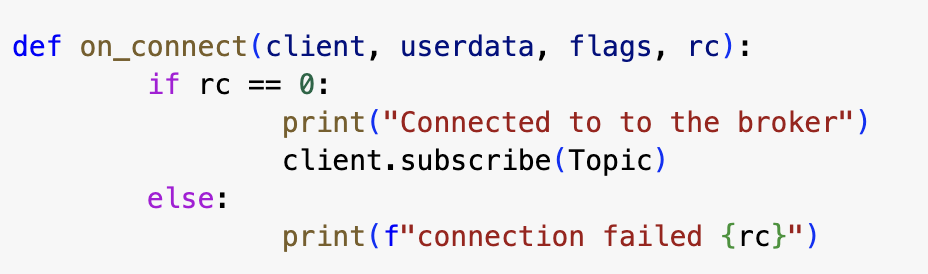 def on_connect(client, userdata, flags, rc):
        if rc == 0:
                print("Connected to to the broker")
                client.subscribe(Topic)
        else:
                print(f"connection failed {rc}")